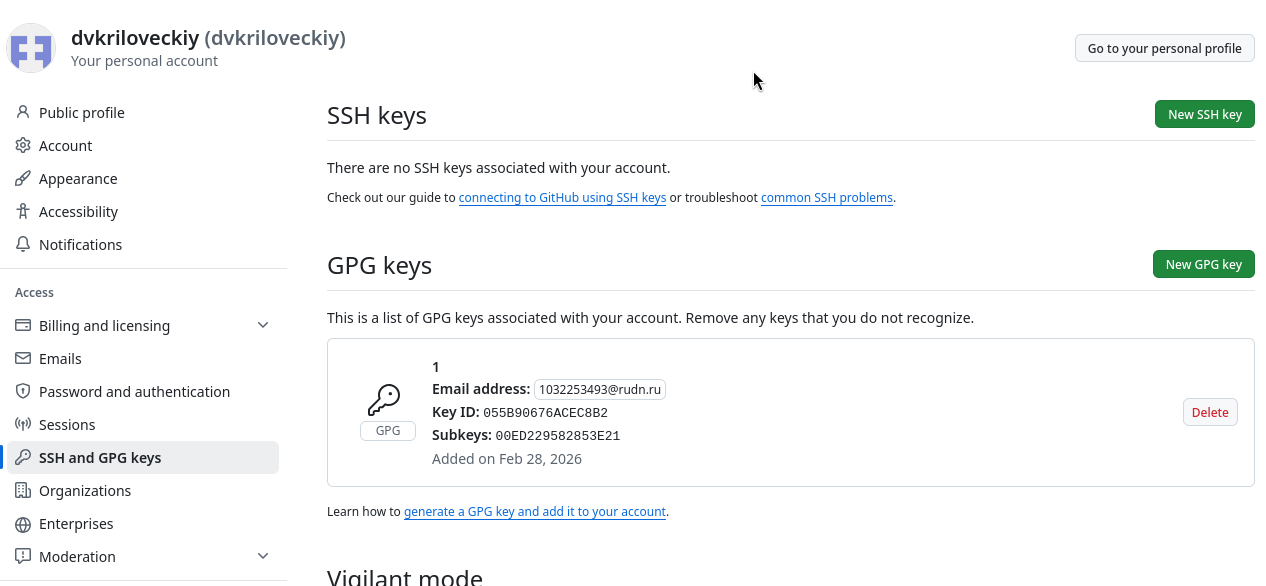 dvkriloveckiy (dvkriloveckiy)
Your personal account
Go to your personal profile
Public profile
Account
Appearance
Accessibility
Notifications
Access
Billing and licensing
Emails
Password and authentication
Sessions
SSH and GPG keys
Organizations
Enterprises
Moderation
SSH keys
New SSH key
There are no SSH keys associated with your account.
Check out our guide to connecting to GitHub using SSH keys or troubleshoot common SSH problems.
GPG keys
New GPG key
This is a list of GPG keys associated with your account. Remove any keys that you do not recognize.
GPG
1
Email address: 1032253493@rudn.ru
Key ID: 055B90676ACEC8B2
Subkeys: 00ED229582853E21
Added on Feb 28, 2026
Delete
Learn how to generate a GPG key and add it to your account.
Vigilant mode